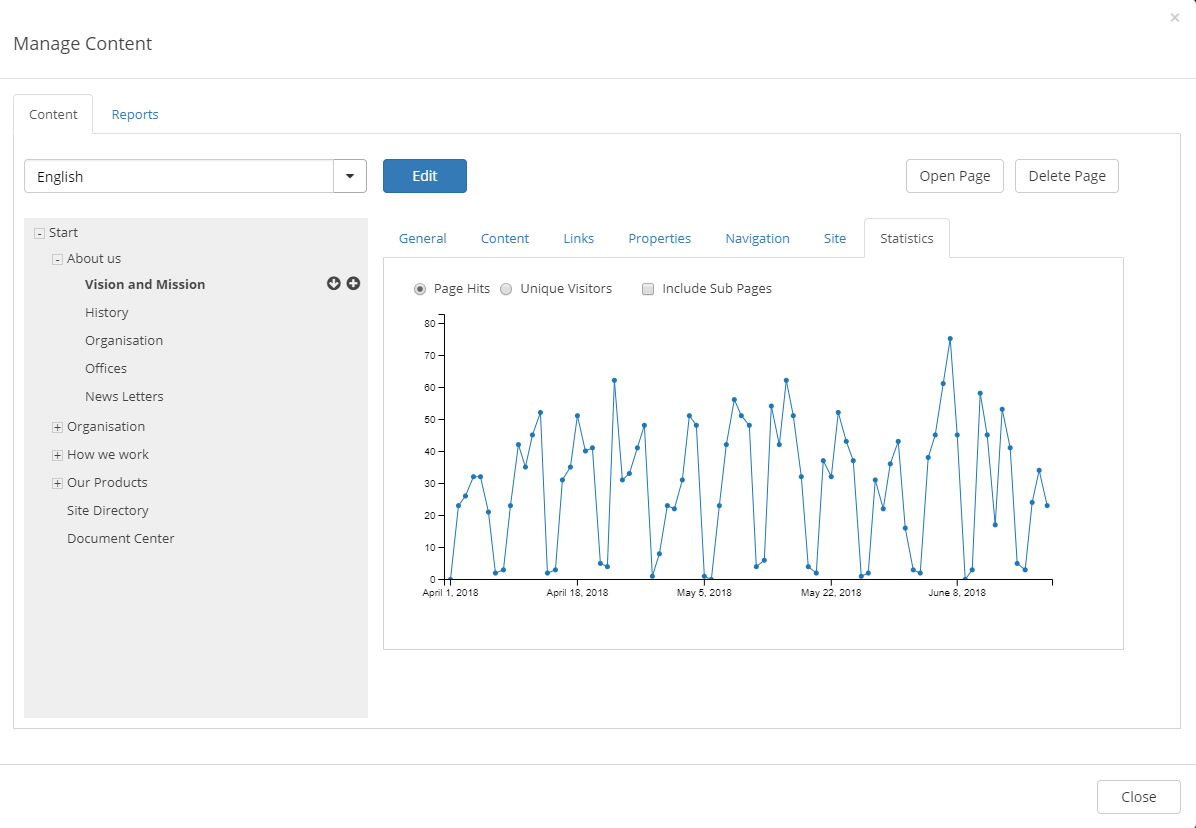 ×
Manage Content
Content Reports
English Edit Open Page Delete Page
- Start
- About us
Vision and Mission
History
Organisation
Offices
News Letters
+ Organisation
+ How we work
+ Our Products
Site Directory
Document Center
General Content Links Properties Navigation Site Statistics
Page Hits Unique Visitors Include Sub Pages
80
70
60
50
40
30
20
10
0
April 1, 2018 April 18, 2018 May 5, 2018 May 22, 2018 June 8, 2018
Close